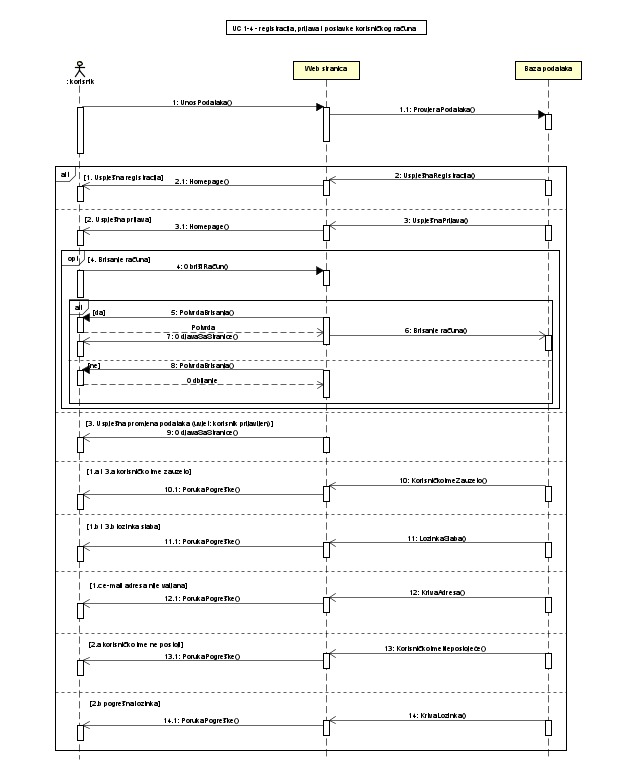 UC 1-4 - registracija, prijava i postavke korisničkog računa
: korisnik
Web stranica
Baza podataka
1: UnosPodataka()
1.1: ProvjeraPodataka()
alt
[1. Uspješna registracija]
2: UspješnaRegistracija()
2.1: Homepage()
[2. Uspješna prijava]
3: UspješnaPrijava()
3.1: Homepage()
opt
[4. Brisanje računa]
4: ObrišiRačun()
alt
[da]
5: PotvrdaBrisanja()
Potvrda
6: Brisanje računa()
7: OdjavaSaStranice()
[ne]
8: PotvrdaBrisanja()
Odbijanje
[3. Uspješna promjena podataka (uvjet: korisnik prijavljen)]
9: OdjavaSaStranice()
[1.a i 3.a korisničko ime zauzeto]
10: KorisničkoImeZauzeto()
10.1: PorukaPogreške()
[1.b i 3.b lozinka slaba]
11: LozinkaSlaba()
11.1: PorukaPogreške()
[1.c e-mail adresa nije valjana]
12: KrivaAdresa()
12.1: PorukaPogreške()
[2.a korisničko ime ne postoji]
13: KorisničkoImeNepostojeće()
13.1: PorukaPogreške()
[2.b pogrešna lozinka]
14: KrivaLozinka()
14.1: PorukaPogreške()